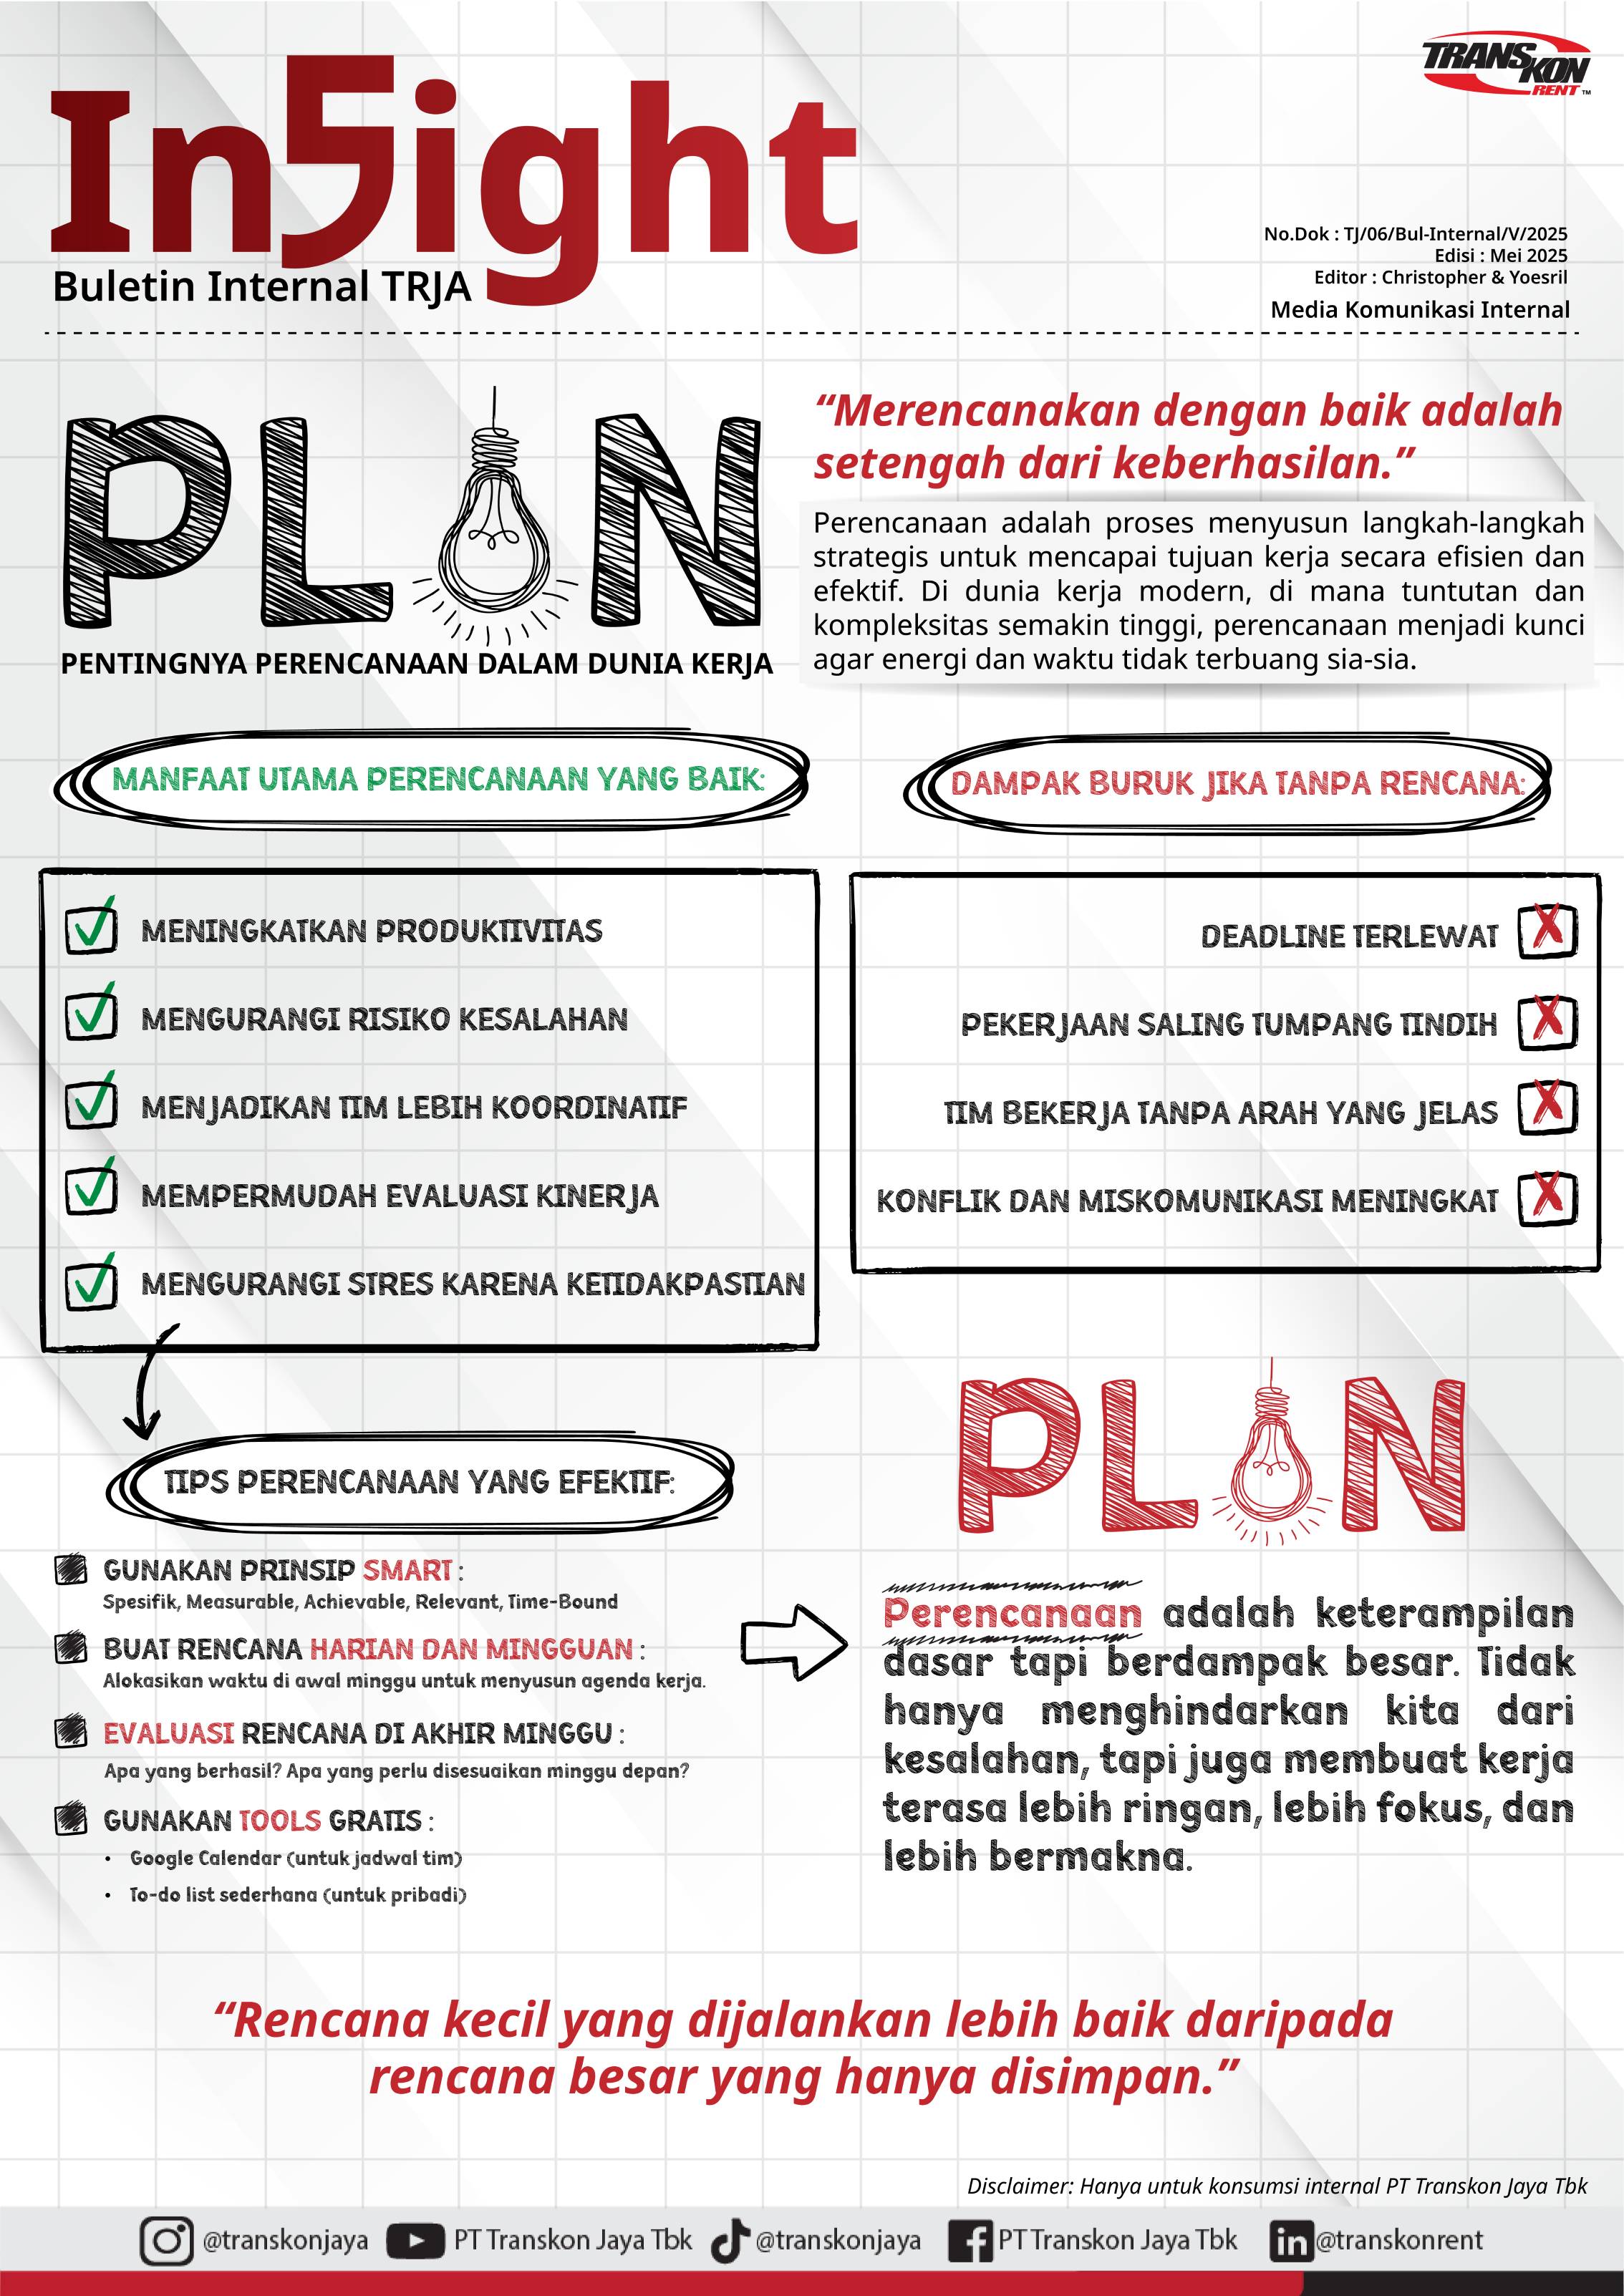 TRANSKON
RENT™
In5ight
Buletin Internal TRJA
No.Dok : TJ/06/Bul-Internal/V/2025
Edisi : Mei 2025
Editor : Christopher & Yoesril
Media Komunikasi Internal
PLAN
PENTINGNYA PERENCANAAN DALAM DUNIA KERJA
“Merencanakan dengan baik adalah
setengah dari keberhasilan.”
Perencanaan adalah proses menyusun langkah-langkah
strategis untuk mencapai tujuan kerja secara efisien dan
efektif. Di dunia kerja modern, di mana tuntutan dan
kompleksitas semakin tinggi, perencanaan menjadi kunci
agar energi dan waktu tidak terbuang sia-sia.
MANFAAT UTAMA PERENCANAAN YANG BAIK:
MENINGKATKAN PRODUKTIVITAS
MENGURANGI RISIKO KESALAHAN
MENJADIKAN TIM LEBIH KOORDINATIF
MEMPERMUDAH EVALUASI KINERJA
MENGURANGI STRES KARENA KETIDAKPASTIAN
DAMPAK BURUK JIKA TANPA RENCANA:
DEADLINE TERLEWAT
PEKERJAAN SALING TUMPANG TINDIH
TIM BEKERJA TANPA ARAH YANG JELAS
KONFLIK DAN MISKOMUNIKASI MENINGKAT
TIPS PERENCANAAN YANG EFEKTIF:
GUNAKAN PRINSIP SMART :
Spesifik, Measurable, Achievable, Relevant, Time-Bound
BUAT RENCANA HARIAN DAN MINGGUAN :
Alokasikan waktu di awal minggu untuk menyusun agenda kerja.
EVALUASI RENCANA DI AKHIR MINGGU :
Apa yang berhasil? Apa yang perlu disesuaikan minggu depan?
GUNAKAN TOOLS GRATIS :
• Google Calendar (untuk jadwal tim)
• To-do list sederhana (untuk pribadi)
PLAN
Perencanaan adalah keterampilan
dasar tapi berdampak besar. Tidak
hanya menghindarkan kita dari
kesalahan, tapi juga membuat kerja
terasa lebih ringan, lebih fokus, dan
lebih bermakna.
“Rencana kecil yang dijalankan lebih baik daripada
rencana besar yang hanya disimpan.”
Disclaimer: Hanya untuk konsumsi internal PT Transkon Jaya Tbk
@transkonjaya PT Transkon Jaya Tbk @transkonjaya PT Transkon Jaya Tbk @transkonrent